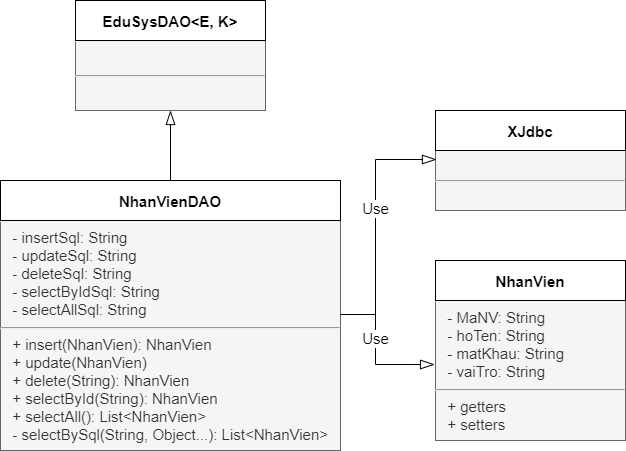 EduSysDAO<E, K>
XJdbc
NhanVienDAO
- insertSql: String
- updateSql: String
- deleteSql: String
- selectByIdSql: String
- selectAllSql: String
+ insert(NhanVien): NhanVien
+ update(NhanVien)
+ delete(String): NhanVien
+ selectById(String): NhanVien
+ selectAll(): List<NhanVien>
- selectBySql(String, Object...): List<NhanVien>
Use
Use
NhanVien
- MaNV: String
- hoTen: String
- matKhau: String
- vaiTro: String
+ getters
+ setters